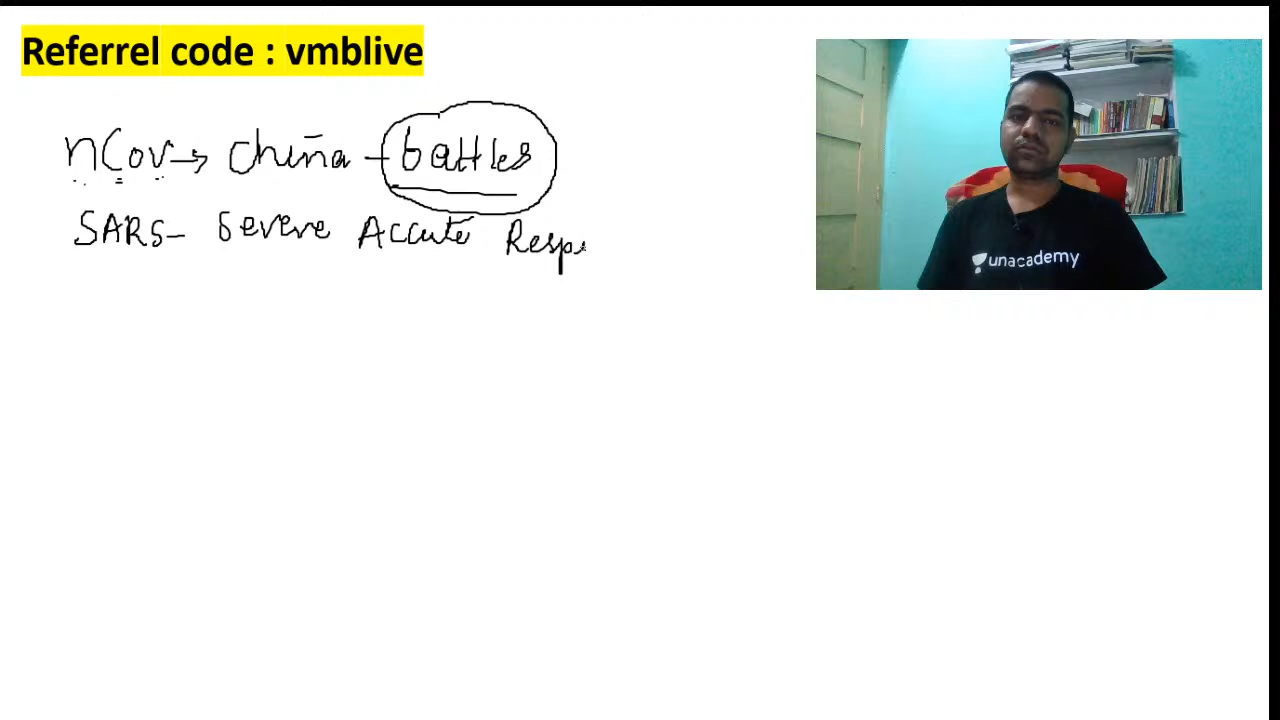 Referrel code : vmblive
nCov → China - battles
SARS - Severe Accute Resp
unacademy